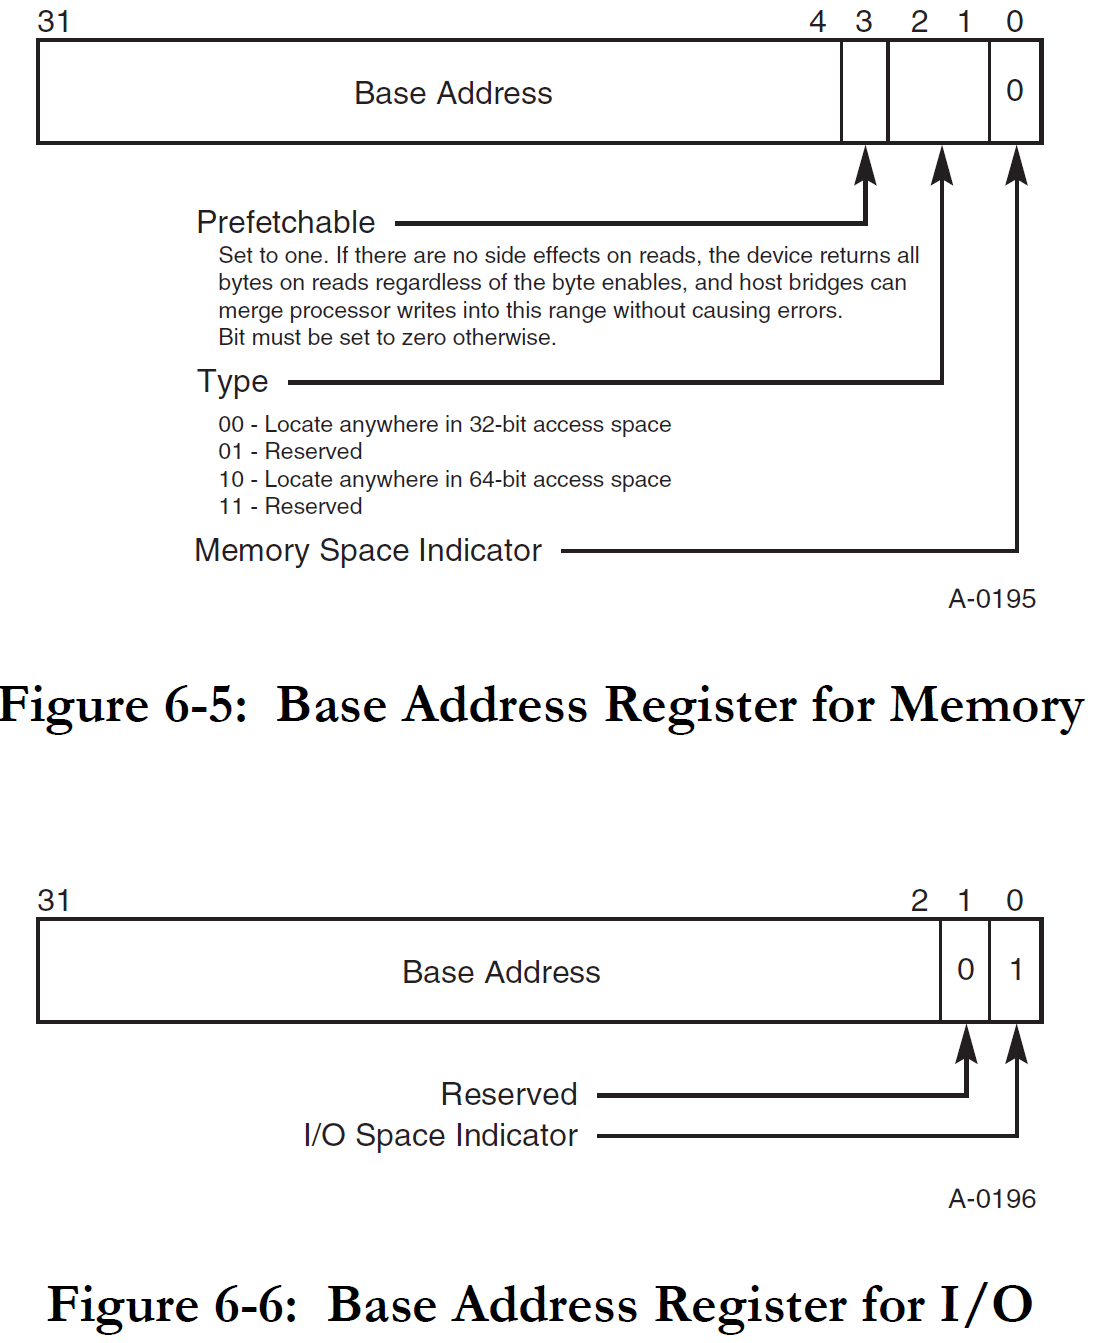 31 4 3 2 1 0
Base Address 0
Prefetchable
Set to one. If there are no side effects on reads, the device returns all
bytes on reads regardless of the byte enables, and host bridges can
merge processor writes into this range without causing errors.
Bit must be set to zero otherwise.
Type
00 - Locate anywhere in 32-bit access space
01 - Reserved
10 - Locate anywhere in 64-bit access space
11 - Reserved
Memory Space Indicator
A-0195
Figure 6-5: Base Address Register for Memory
31 2 1 0
Base Address 0 1
Reserved
I/O Space Indicator
A-0196
Figure 6-6: Base Address Register for I/O